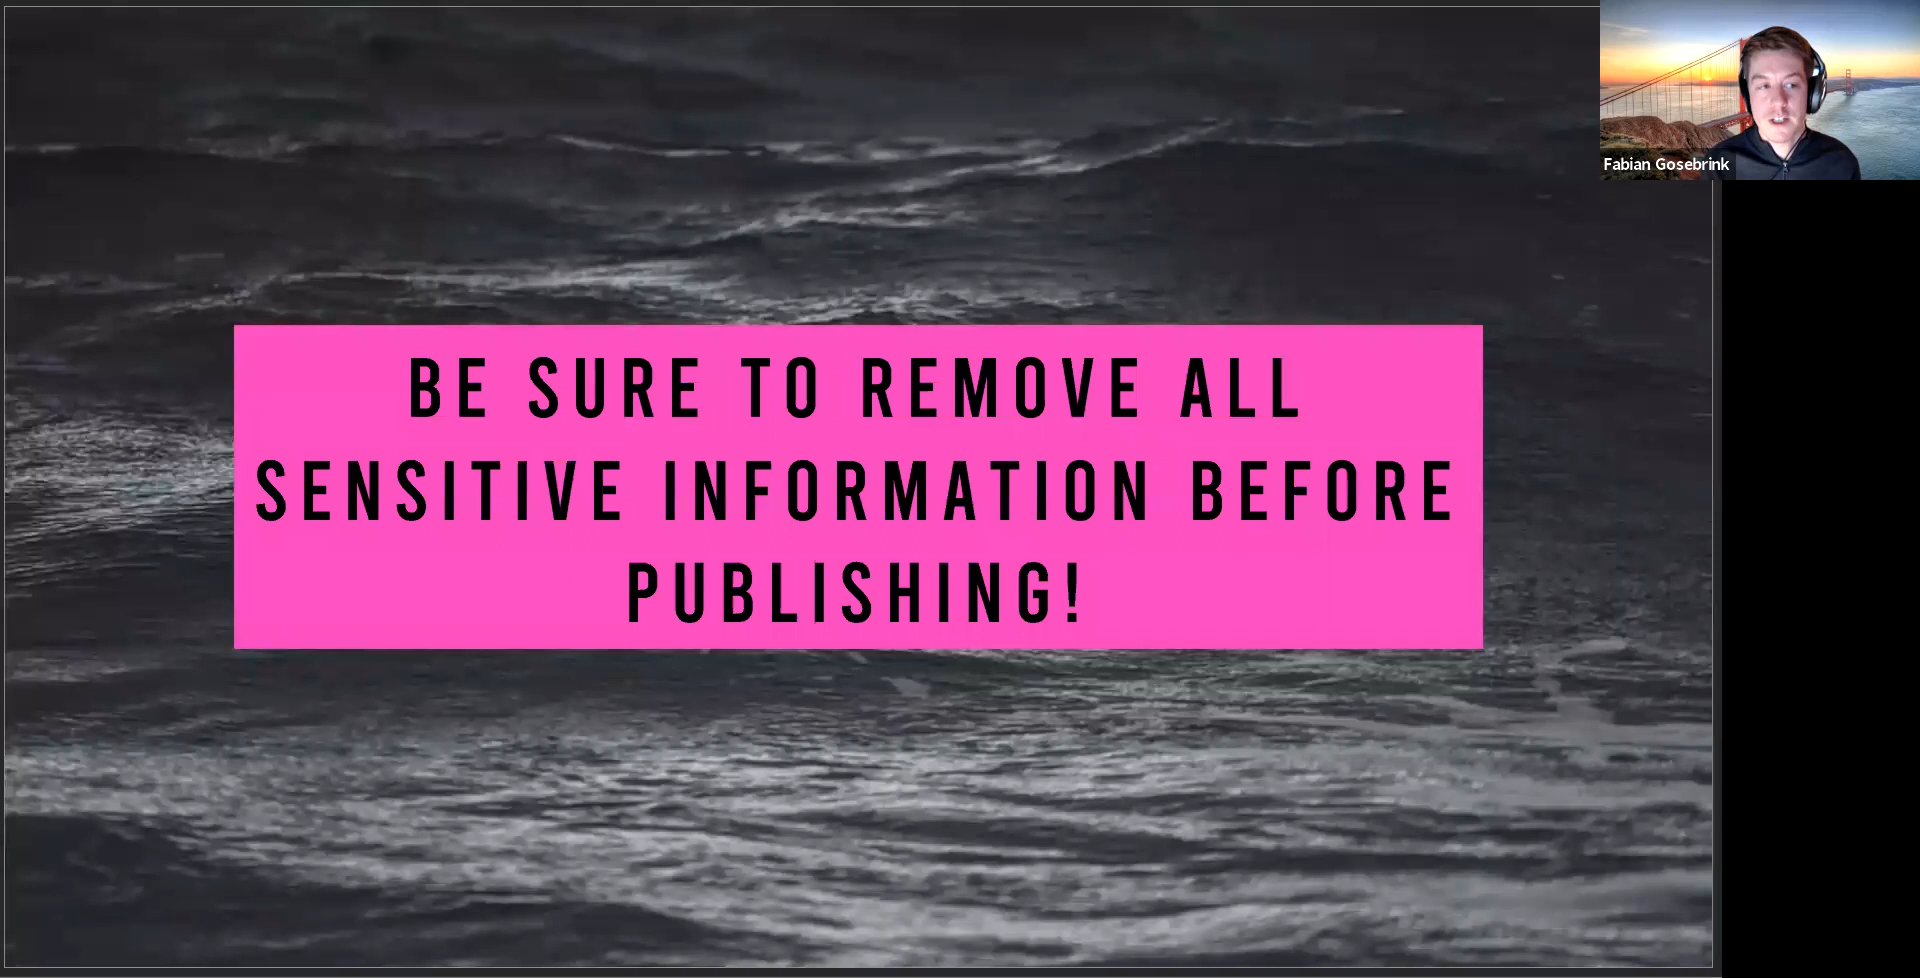 BE SURE TO REMOVE ALL
SENSITIVE INFORMATION BEFORE
PUBLISHING!
Fabian Gosebrink